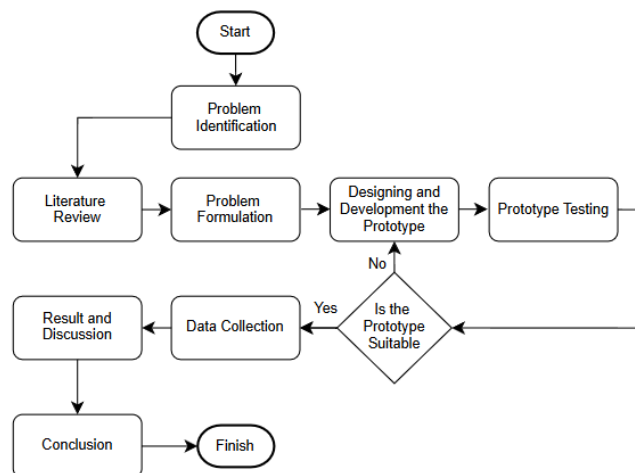 Start
Problem
Identification
Literature
Review
Problem
Formulation
Designing and
Development the
Prototype
Prototype Testing
No
Is the
Prototype
Suitable
Yes
Data Collection
Result and
Discussion
Conclusion
Finish